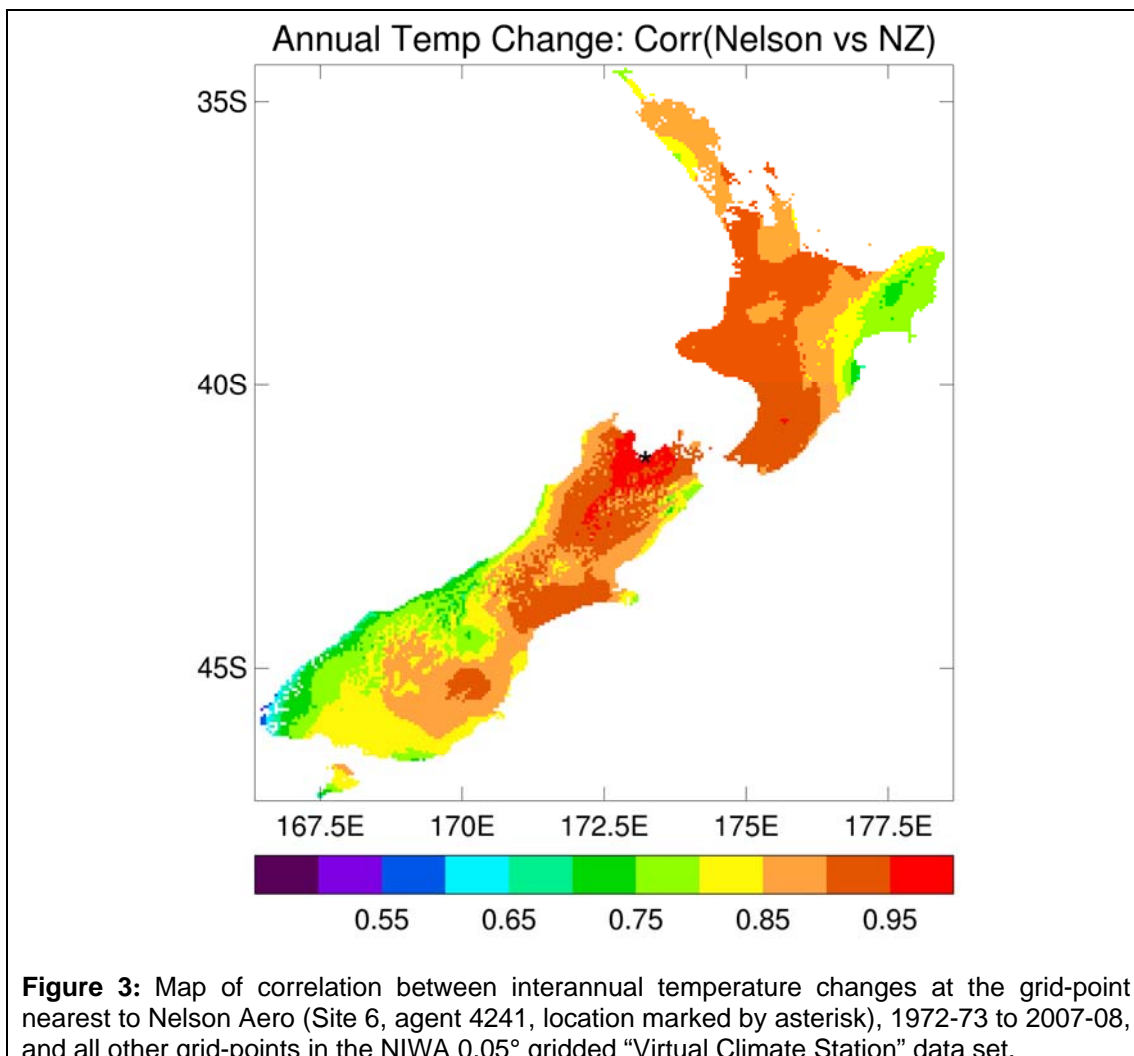 Annual Temp Change: Corr(Nelson vs NZ)
35S
40S
45S
167.5E 170E 172.5E 175E 177.5E
0.55 0.65 0.75 0.85 0.95
Figure 3: Map of correlation between interannual temperature changes at the grid-point
nearest to Nelson Aero (Site 6, agent 4241, location marked by asterisk), 1972-73 to 2007-08,
and all other grid-points in the NIWA 0.05° gridded “Virtual Climate Station” data set.